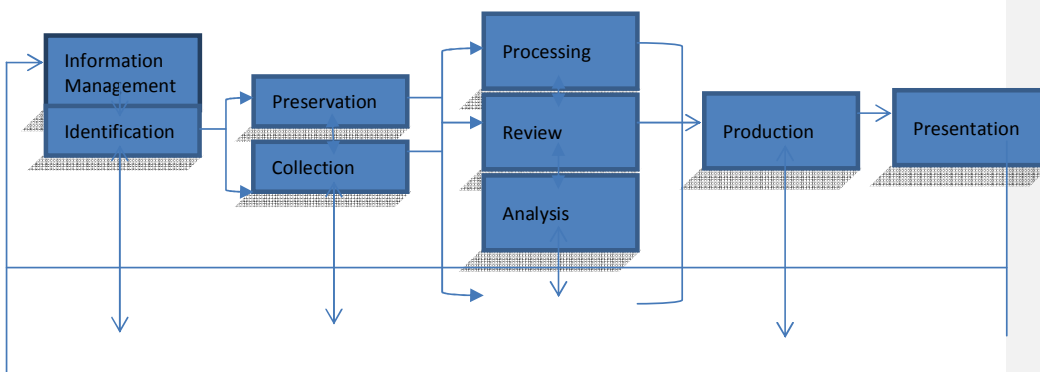 Information
Management
Identification
Preservation
Collection
Processing
Review
Analysis
Production
Presentation